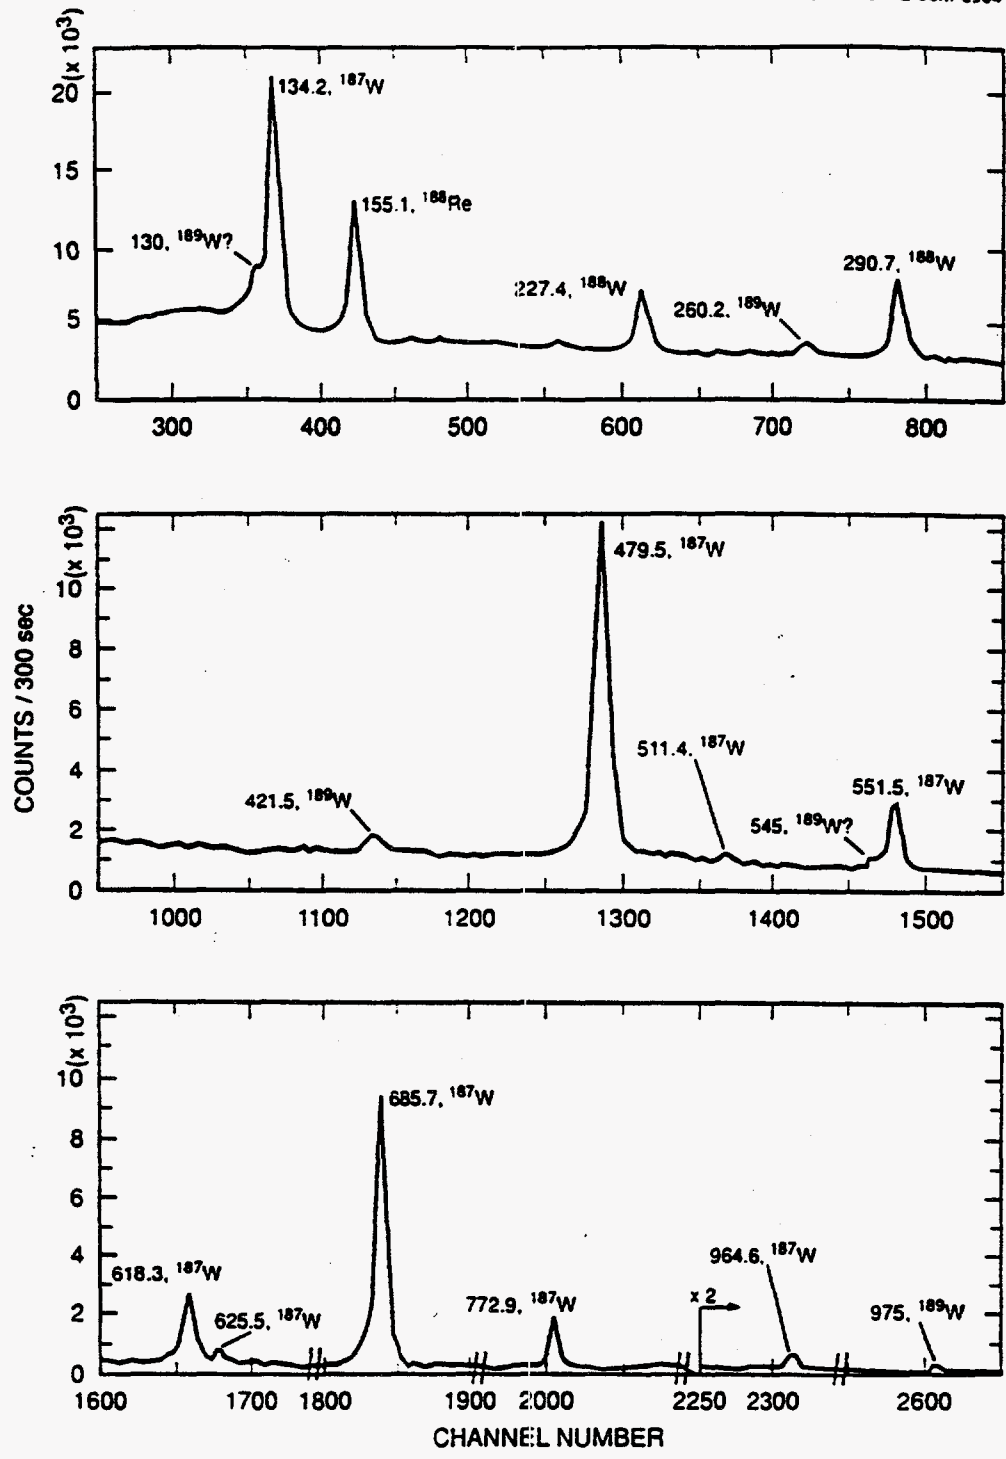 20(x 10³)
15
10
5
0
134.2, ¹⁸⁷W
155.1, ¹⁸⁸Re
130, ¹⁸⁹W?
227.4, ¹⁸⁸W
260.2, ¹⁸⁹W
290.7, ¹⁸⁸W
300 400 500 600 700 800
10(x 10³)
8
6
4
2
0
479.5, ¹⁸⁷W
511.4, ¹⁸⁷W
421.5, ¹⁸⁹W
545, ¹⁸⁹W?
551.5, ¹⁸⁷W
1000 1100 1200 1300 1400 1500
COUNTS / 300 sec
10(x 10³)
8
6
4
2
0
685.7, ¹⁸⁷W
618.3, ¹⁸⁷W
625.5, ¹⁸⁷W
772.9, ¹⁸⁷W
x 2
964.6, ¹⁸⁷W
975, ¹⁸⁹W
1600 1700 1800 1900 2000 2250 2300 2600
CHANNEL NUMBER